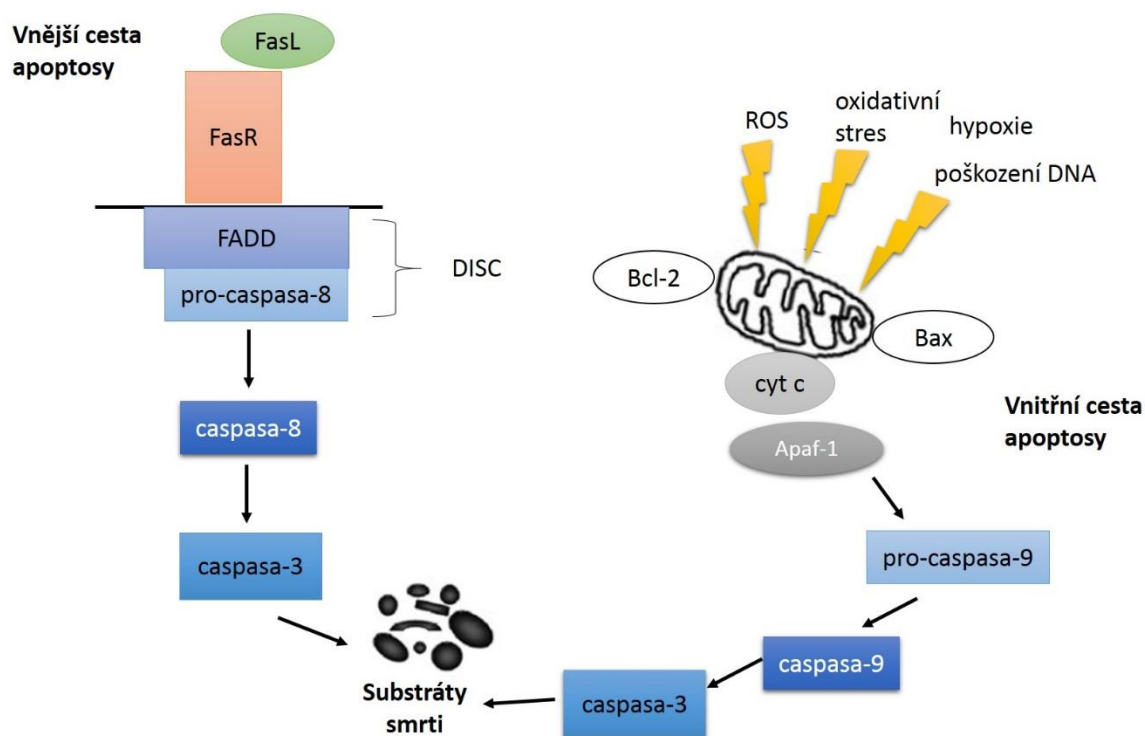 Vnější cesta
apoptosy
FasL
FasR
FADD
pro-caspasa-8
DISC
caspasa-8
caspasa-3
Substráty
smrti
ROS
oxidativní
stres
hypoxie
poškození DNA
Bcl-2
Bax
cyt c
Apaf-1
Vnitřní cesta
apoptosy
pro-caspasa-9
caspasa-9
caspasa-3